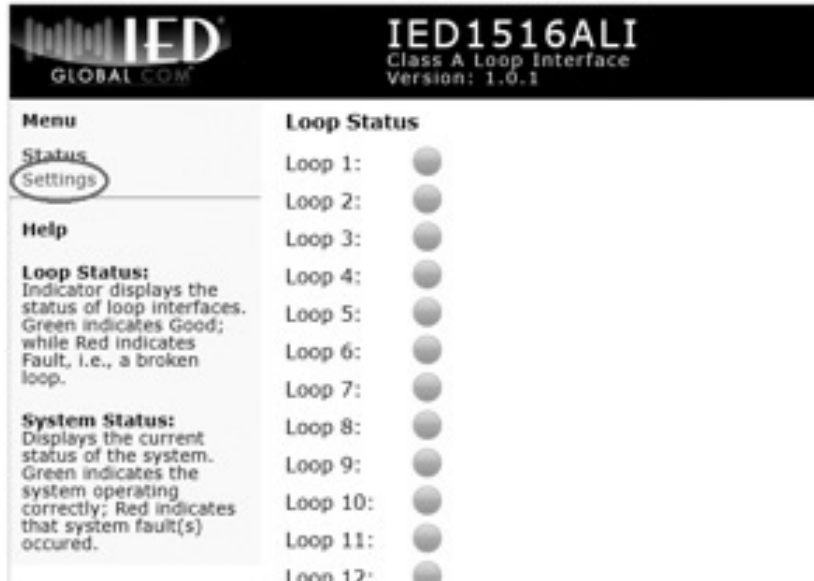 IED
GLOBALCOM
IED1516ALI
Class A Loop Interface
Version: 1.0.1
Menu
Status
Settings
Help
Loop Status:
Indicator displays the
status of loop interfaces.
Green indicates Good;
while Red indicates
Fault, i.e., a broken
loop.
System Status:
Displays the current
status of the system.
Green indicates the
system operating
correctly; Red indicates
that system fault(s)
occured.
Loop Status
Loop 1:
Loop 2:
Loop 3:
Loop 4:
Loop 5:
Loop 6:
Loop 7:
Loop 8:
Loop 9:
Loop 10:
Loop 11:
Loop 12: